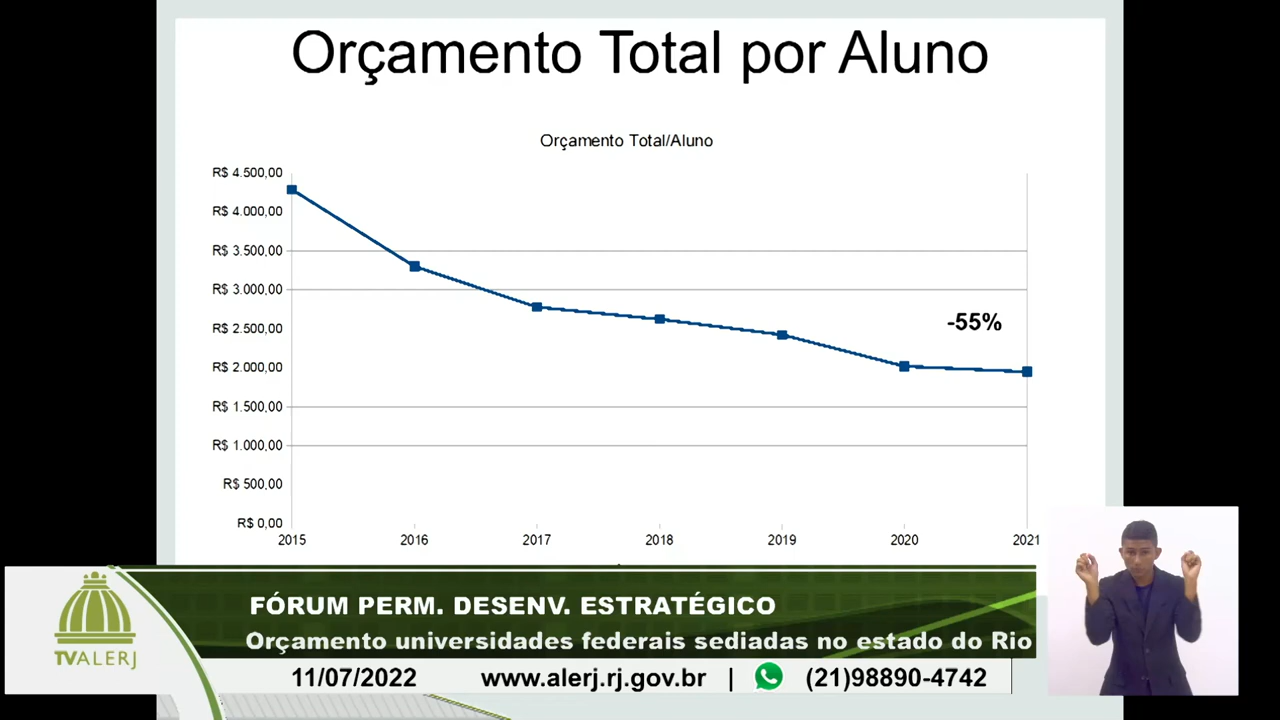 Orçamento Total por Aluno
Orçamento Total/Aluno
R$ 4.500,00
R$ 4.000,00
R$ 3.500,00
R$ 3.000,00
R$ 2.500,00
R$ 2.000,00
R$ 1.500,00
R$ 1.000,00
R$ 500,00
R$ 0,00
-55%
2015 2016 2017 2018 2019 2020 2021
FÓRUM PERM. DESENV. ESTRATÉGICO
Orçamento universidades federais sediadas no estado do Rio
TVALERJ
11/07/2022 www.alerj.rj.gov.br | (21)98890-4742